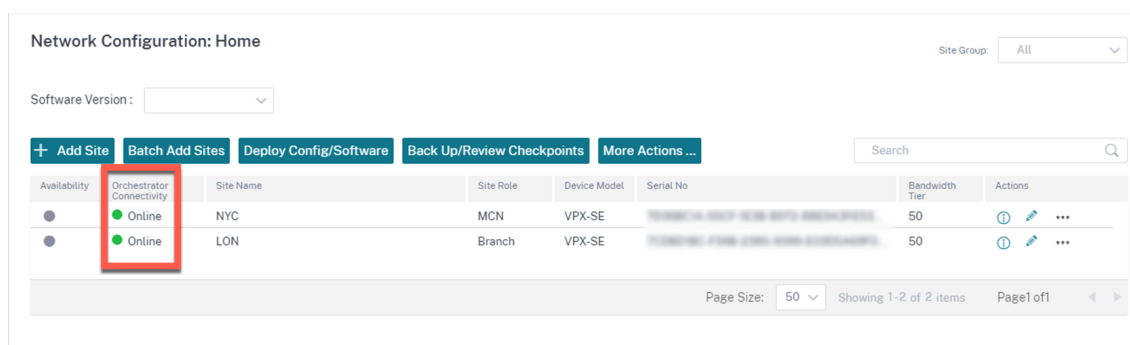 Network Configuration: Home
Site Group: All
Software Version :
+ Add Site Batch Add Sites Deploy Config/Software Back Up/Review Checkpoints More Actions ... Search
Availability Orchestrator Connectivity Site Name Site Role Device Model Serial No Bandwidth Tier Actions
Online NYC MCN VPX-SE 50
Online LON Branch VPX-SE 50
Page Size: 50 Showing 1-2 of 2 items Page1 of1